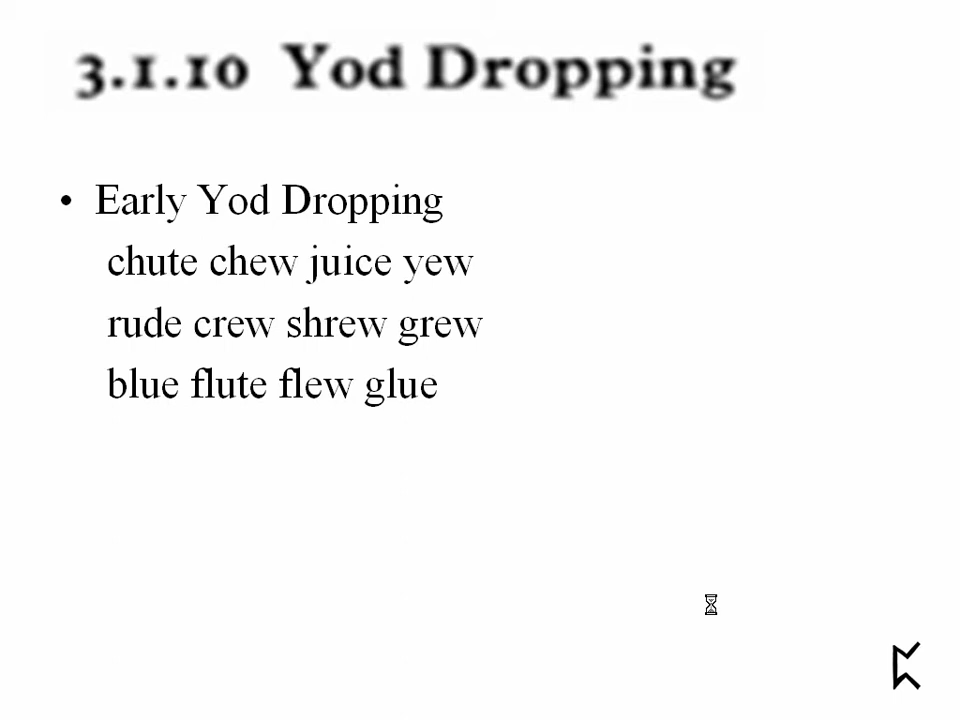 3.1.10 Yod Dropping
• Early Yod Dropping
chute chew juice yew
rude crew shrew grew
blue flute flew glue